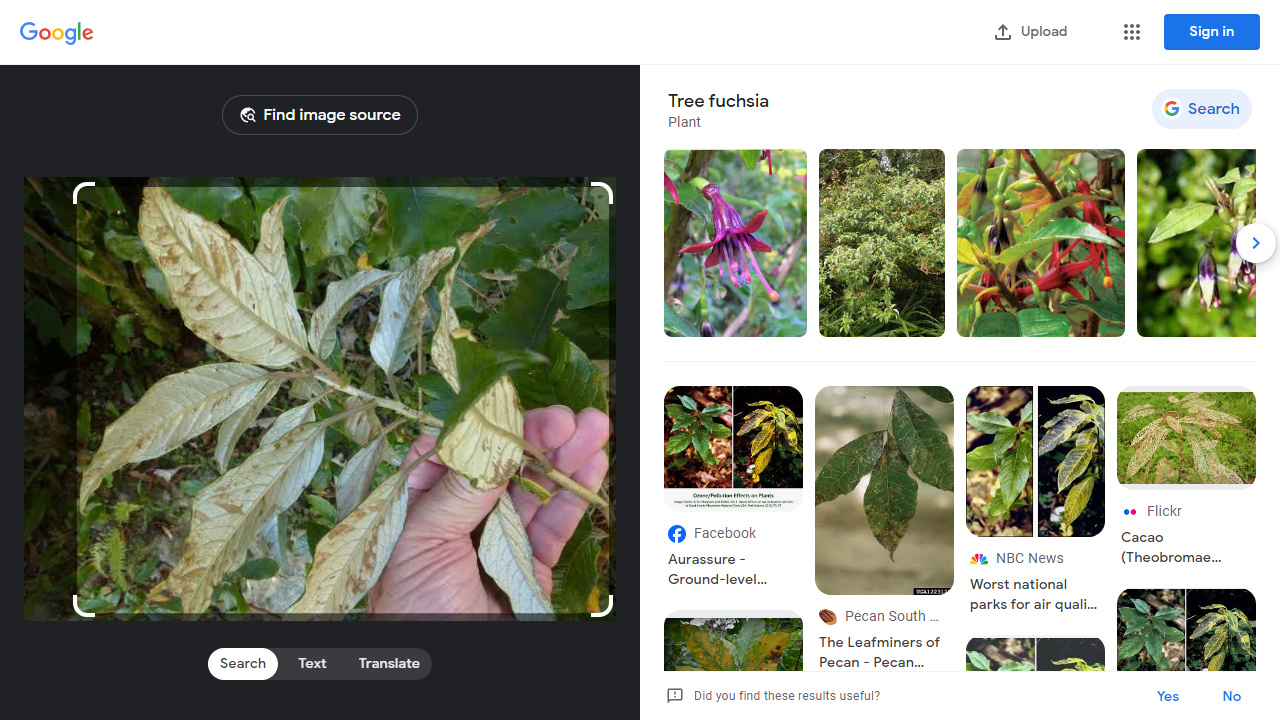 Google
Upload
Sign in
Find image source
Tree fuchsia
Plant
Search
Ozone/Pollution Effects on Plants
Facebook
Aurassure -
Ground-level...
Pecan South ...
The Leafminers of
Pecan - Pecan...
NBC News
Worst national
parks for air quali...
Flickr
Cacao
(Theobromae...
Search
Text
Translate
Did you find these results useful?
Yes
No